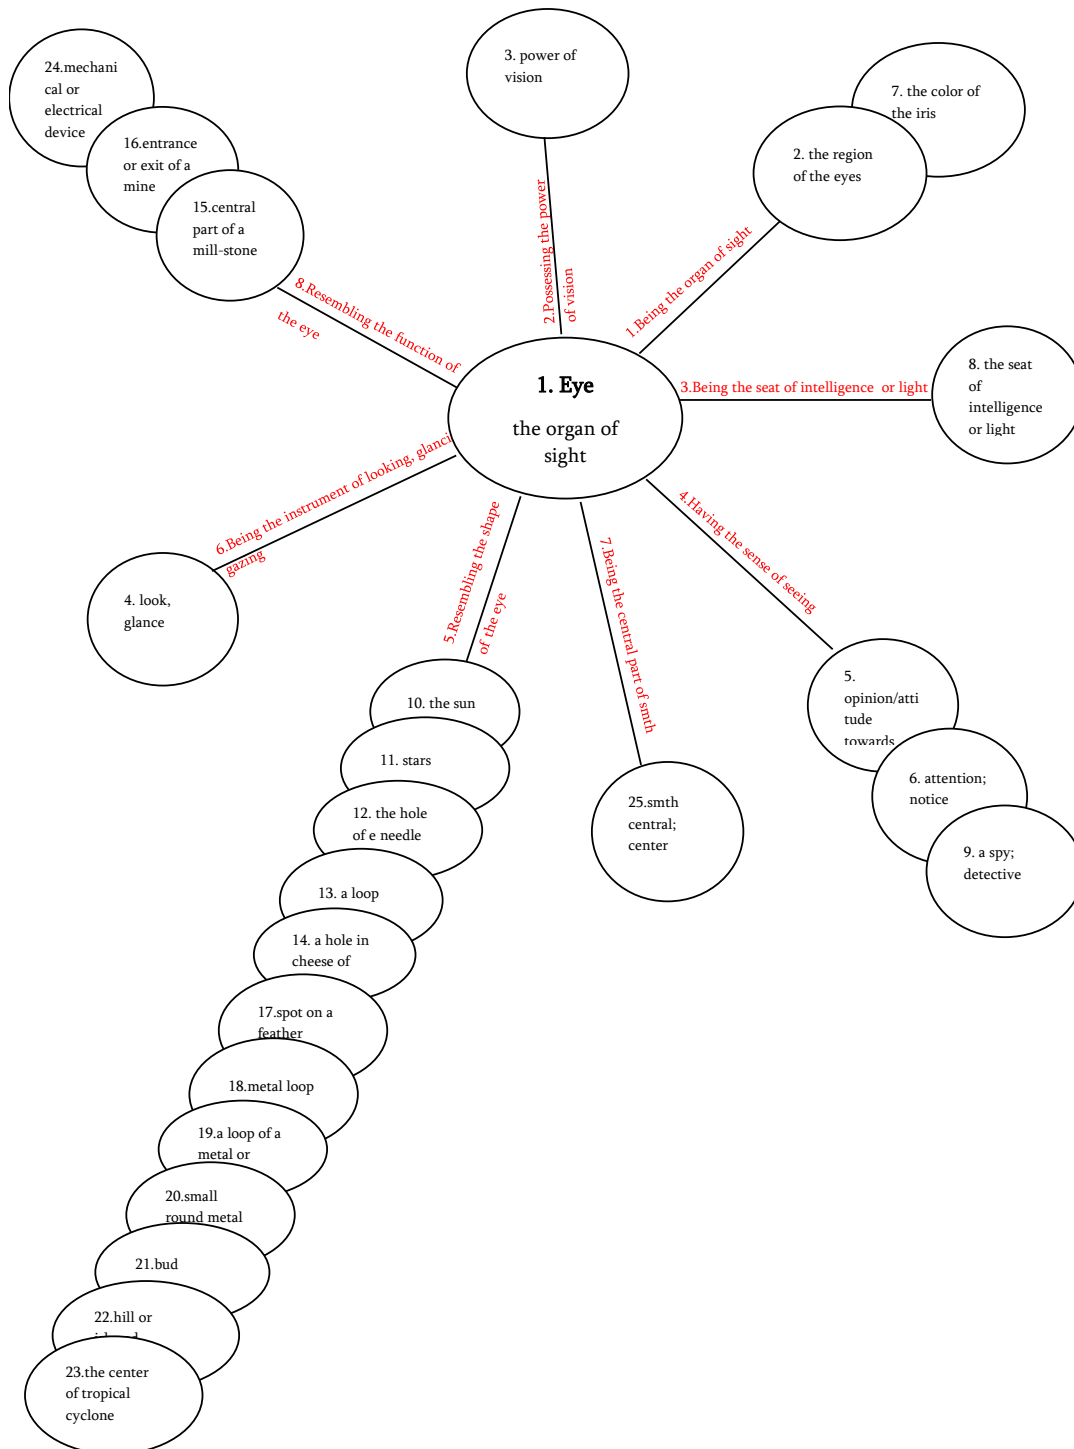 24.mechani
cal or
electrical
device
16.entrance
or exit of a
mine
15.central
part of a
mill-stone
3. power of
vision
7. the color of
the iris
2. the region
of the eyes
2.Possessing the power
of vision
1.Being the organ of sight
8.Resembling the function of
the eye
1. Eye
the organ of
sight
3.Being the seat of intelligence or light
8. the seat
of
intelligence
or light
6.Being the instrument of looking, glanci
gazing
4. look,
glance
5.Resembling the shape
of the eye
7.Being the central part of smth
4.Having the sense of seeing
5.
opinion/atti
tude
towards
6. attention;
notice
9. a spy;
detective
25.smth
central;
center
10. the sun
11. stars
12. the hole
of e needle
13. a loop
14. a hole in
cheese of
17.spot on a
feather
18.metal loop
19.a loop of a
metal or
20.small
round metal
21.bud
22.hill or
23.the center
of tropical
cyclone